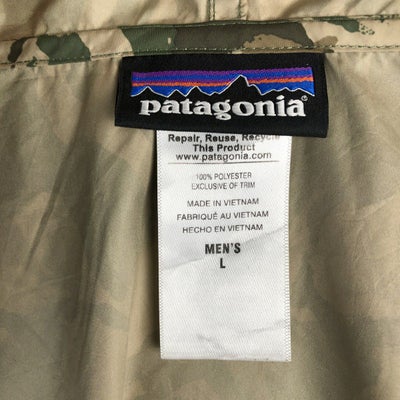 patagonia®
Repair, Reuse, Recycle
This Product
www.patagonia.com
100% POLYESTER
EXCLUSIVE OF TRIM
MADE IN VIETNAM
FABRIQUÉ AU VIETNAM
HECHO EN VIETNAM
MEN'S
L